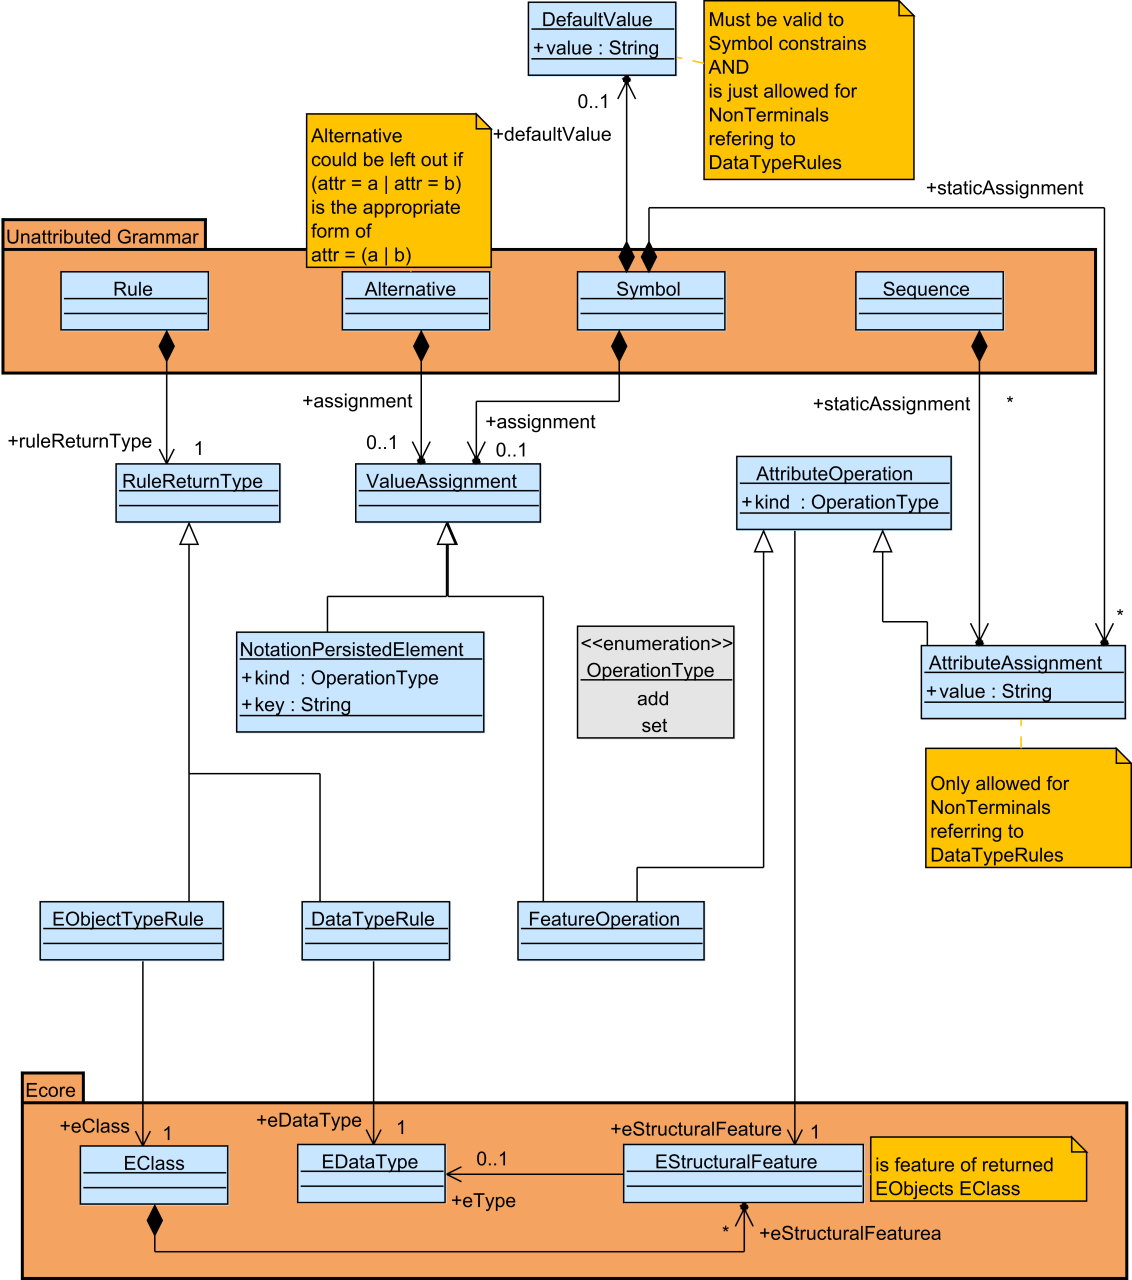 DefaultValue
+ value : String
Must be valid to
Symbol constrains
AND
is just allowed for
NonTerminals
refering to
DataTypeRules
0..1
+defaultValue
Alternative
could be left out if
(attr = a | attr = b)
is the appropriate
form of
attr = (a | b)
+staticAssignment
Unattributed Grammar
Rule
Alternative
Symbol
Sequence
+assignment
+assignment
+staticAssignment
*
+ruleReturnType
1
0..1
0..1
RuleReturnType
ValueAssignment
AttributeOperation
+ kind : OperationType
*
NotationPersistedElement
+ kind : OperationType
+ key : String
<<enumeration>>
OperationType
add
set
AttributeAssignment
+ value : String
Only allowed for
NonTerminals
referring to
DataTypeRules
EObjectTypeRule
DataTypeRule
FeatureOperation
Ecore
+eClass
1
+eDataType
1
+eStructuralFeature
1
EClass
EDataType
0..1
+eType
EStructuralFeature
is feature of returned
EObjects EClass
*
+eStructuralFeaturea